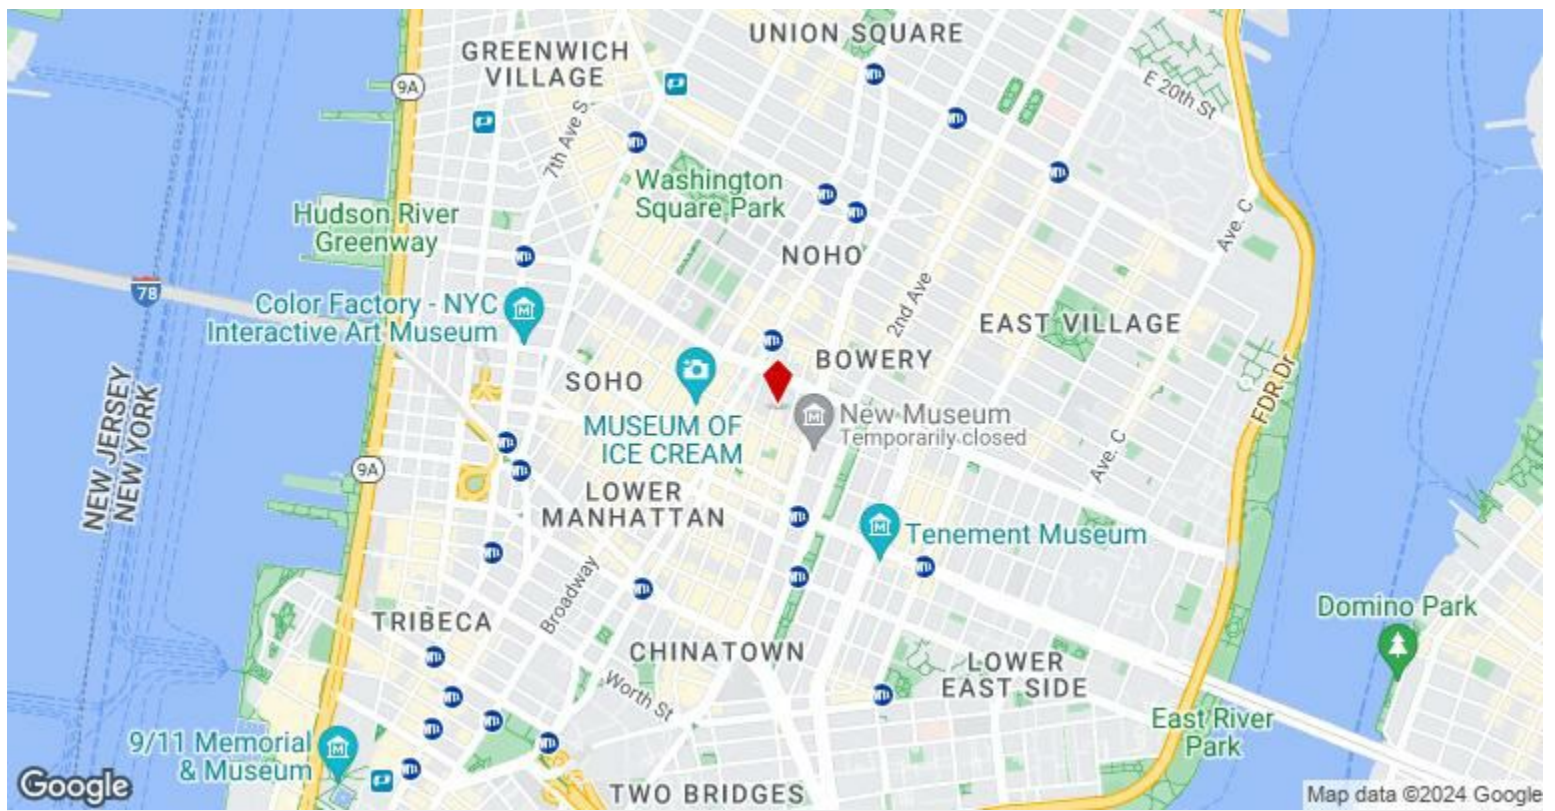 UNION SQUARE
GREENWICH
VILLAGE
9A
E 20th St
7th Ave S
Washington
Square Park
Hudson River
Greenway
Ave. C
NOHO
78
Color Factory - NYC
Interactive Art Museum
2nd Ave
EAST VILLAGE
BOWERY
SOHO
FDR Dr
New Museum
Temporarily closed
MUSEUM OF
ICE CREAM
NEW JERSEY
NEW YORK
9A
Ave. C
LOWER
MANHATTAN
Tenement Museum
Broadway
TRIBECA
Domino Park
CHINATOWN
LOWER
EAST SIDE
Worth St
East River
Park
9/11 Memorial
& Museum
TWO BRIDGES
Google
Map data ©2024 Google